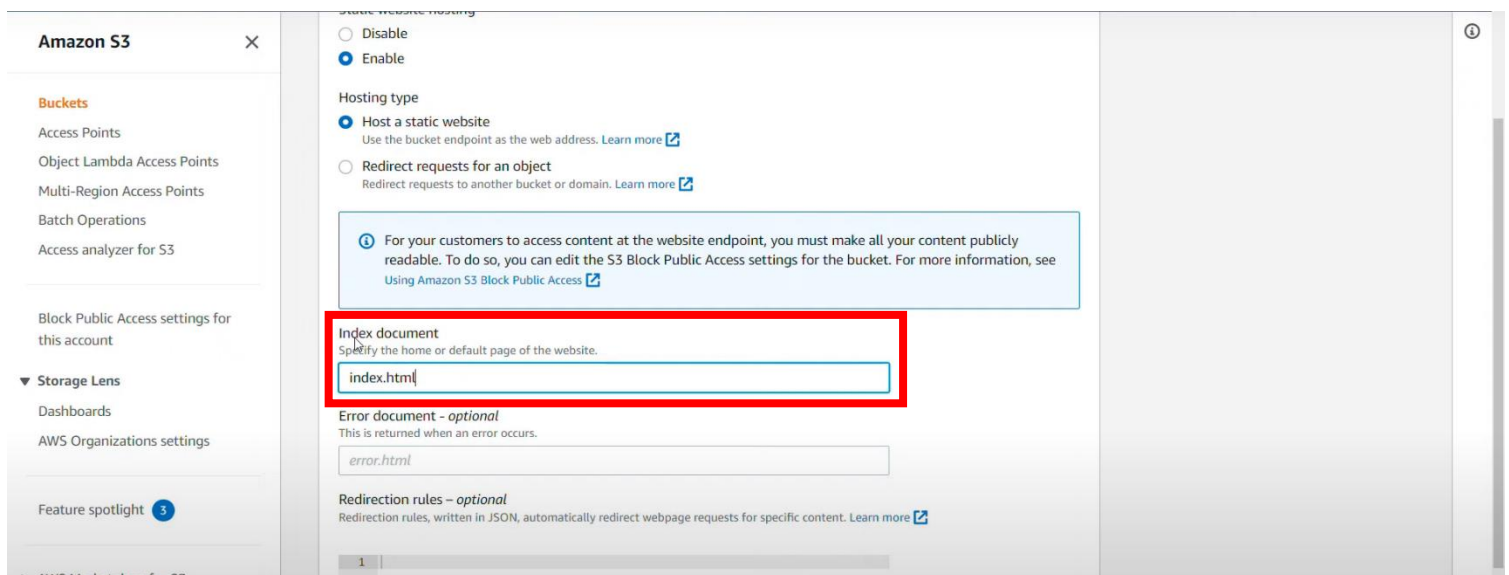 Static website hosting
Amazon S3
Disable
Enable
Buckets
Access Points
Object Lambda Access Points
Multi-Region Access Points
Batch Operations
Access analyzer for S3
Block Public Access settings for
this account
Storage Lens
Dashboards
AWS Organizations settings
Feature spotlight 3
Hosting type
Host a static website
Use the bucket endpoint as the web address. Learn more
Redirect requests for an object
Redirect requests to another bucket or domain. Learn more
For your customers to access content at the website endpoint, you must make all your content publicly
readable. To do so, you can edit the S3 Block Public Access settings for the bucket. For more information, see
Using Amazon S3 Block Public Access
Index document
Specify the home or default page of the website.
index.html
Error document - optional
This is returned when an error occurs.
error.html
Redirection rules – optional
Redirection rules, written in JSON, automatically redirect webpage requests for specific content. Learn more
1